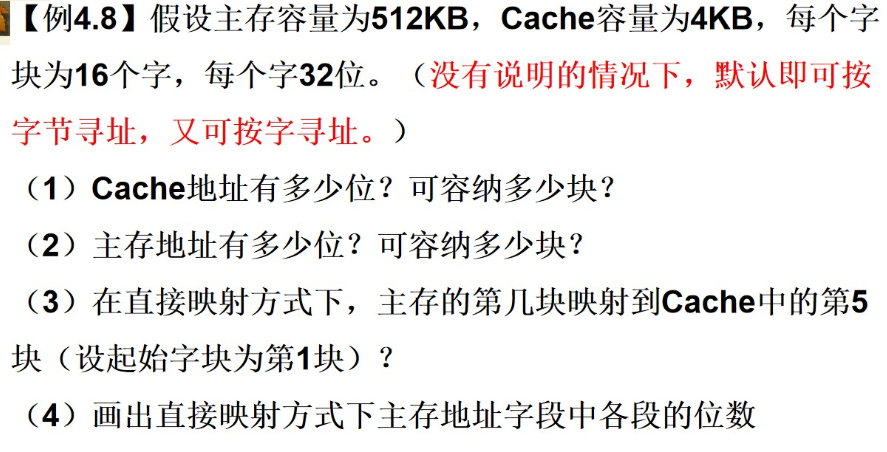 【例4.8】假设主存容量为512KB，Cache容量为4KB，每个字
块为16个字，每个字32位。（没有说明的情况下，默认即可按
字节寻址，又可按字寻址。）
（1）Cache地址有多少位？可容纳多少块？
（2）主存地址有多少位？可容纳多少块？
（3）在直接映射方式下，主存的第几块映射到Cache中的第5
块（设起始字块为第1块）？
（4）画出直接映射方式下主存地址字段中各段的位数